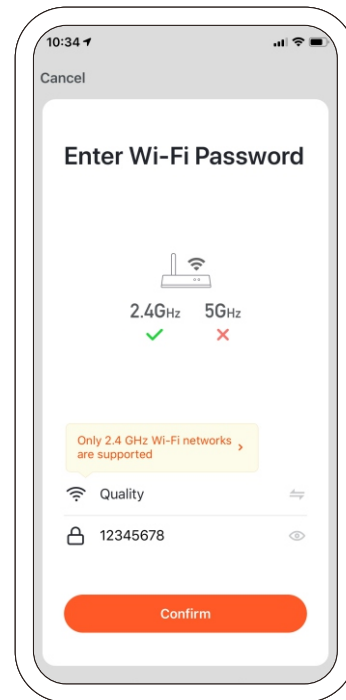 10:34
Cancel
Enter Wi-Fi Password
2.4GHz 5GHz
Only 2.4 GHz Wi-Fi networks
are supported
Quality
12345678
Confirm